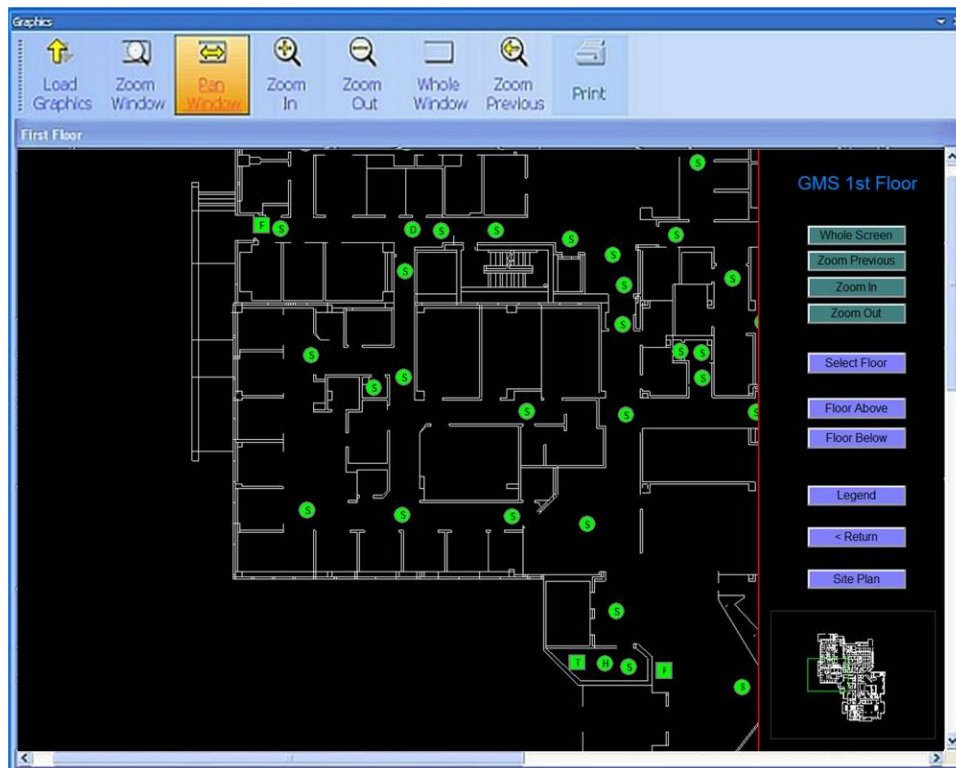 Graphics
Load Graphics
Zoom Window
Pan Window
Zoom In
Zoom Out
Whole Window
Zoom Previous
Print
First Floor
GMS 1st Floor
Whole Screen
Zoom Previous
Zoom In
Zoom Out
Select Floor
Floor Above
Floor Below
Legend
< Return
Site Plan
S
F S D S S S S S
S S S
S
S S S
S S S
S S S
S S S S
S
T H S F
S